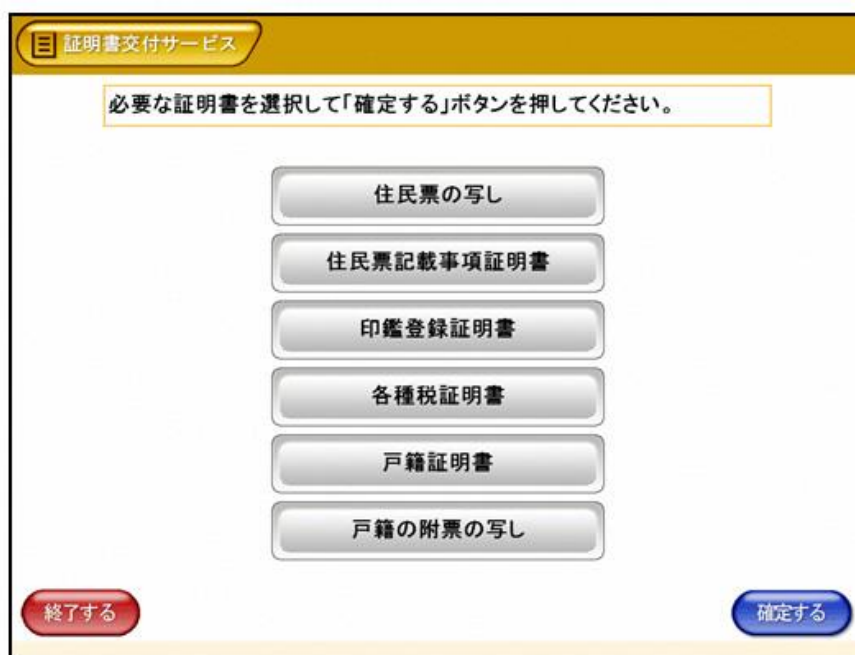 証明書交付サービス
必要な証明書を選択して「確定する」ボタンを押してください。
住民票の写し
住民票記載事項証明書
印鑑登録証明書
各種税証明書
戸籍証明書
戸籍の附票の写し
終了する
確定する